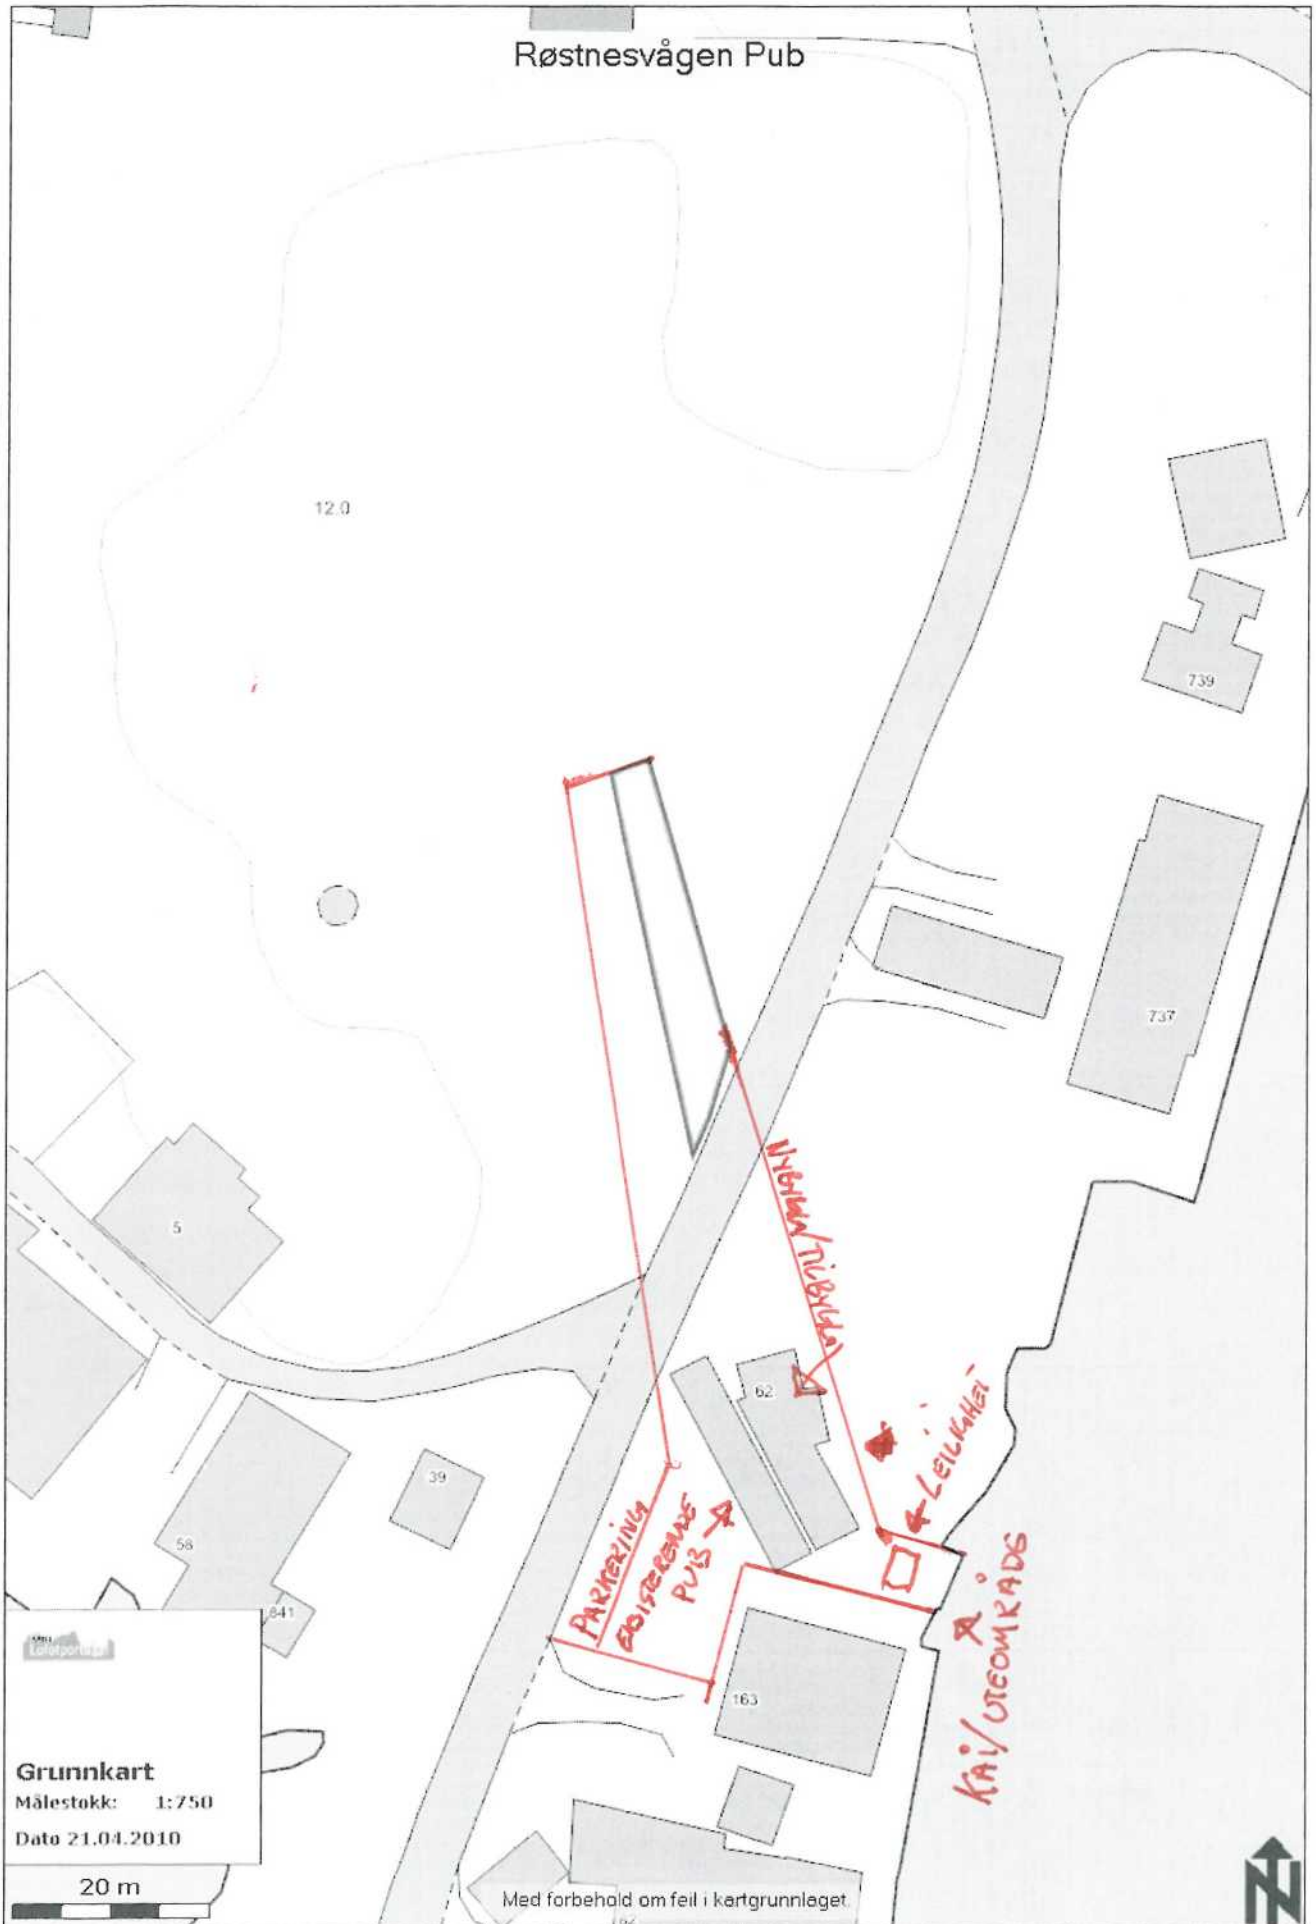 Røstnesvågen Pub
12.0
739
737
5
NYBYGG/TILBYGG
62
LEILIGHET
39
PARKERING
EKSISTERENDE
PUB
58
841
163
KAI/UTEOMRÅDE
Lofotportalen
Grunnkart
Målestokk: 1:750
Dato 21.04.2010
20 m
Med forbehold om feil i kartgrunnlaget.
N